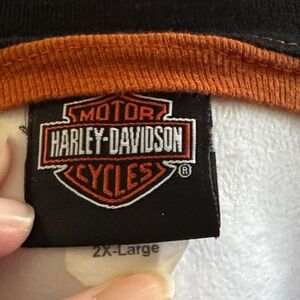 MOTOR
HARLEY-DAVIDSON
CYCLES®
2X-Large